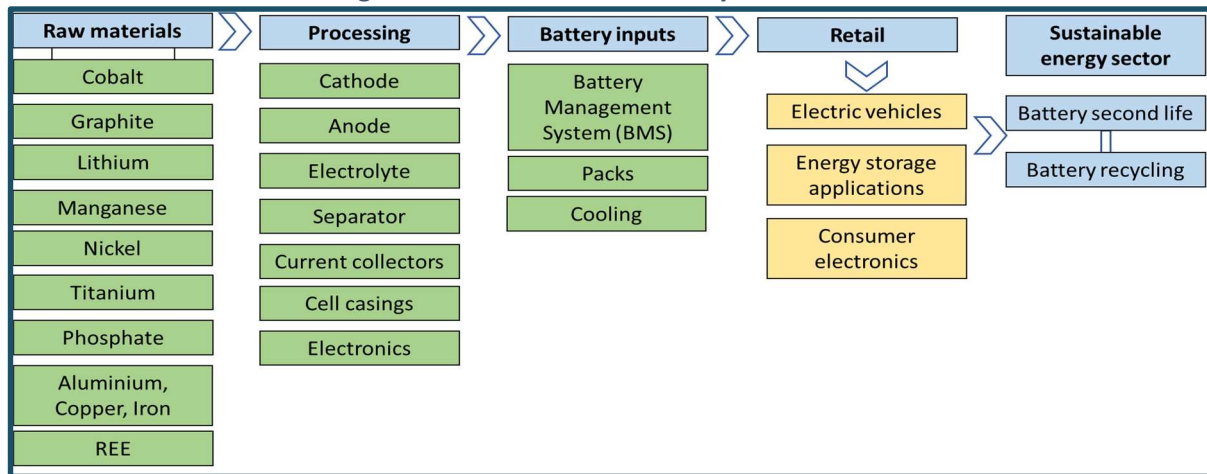 Raw materials
Cobalt
Graphite
Lithium
Manganese
Nickel
Titanium
Phosphate
Aluminium,
Copper, Iron
REE
Processing
Cathode
Anode
Electrolyte
Separator
Current collectors
Cell casings
Electronics
Battery inputs
Battery
Management
System (BMS)
Packs
Cooling
Retail
Electric vehicles
Energy storage
applications
Consumer
electronics
Sustainable
energy sector
Battery second life
Battery recycling